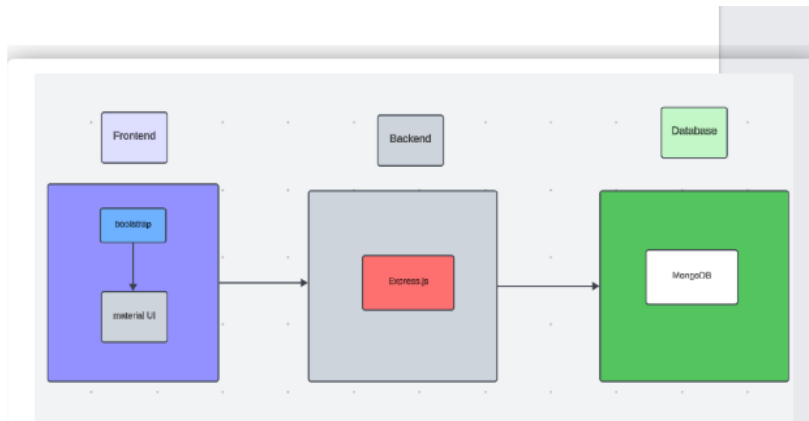 Frontend
Backend
Database
bootstrap
material UI
Express.js
MongoDB